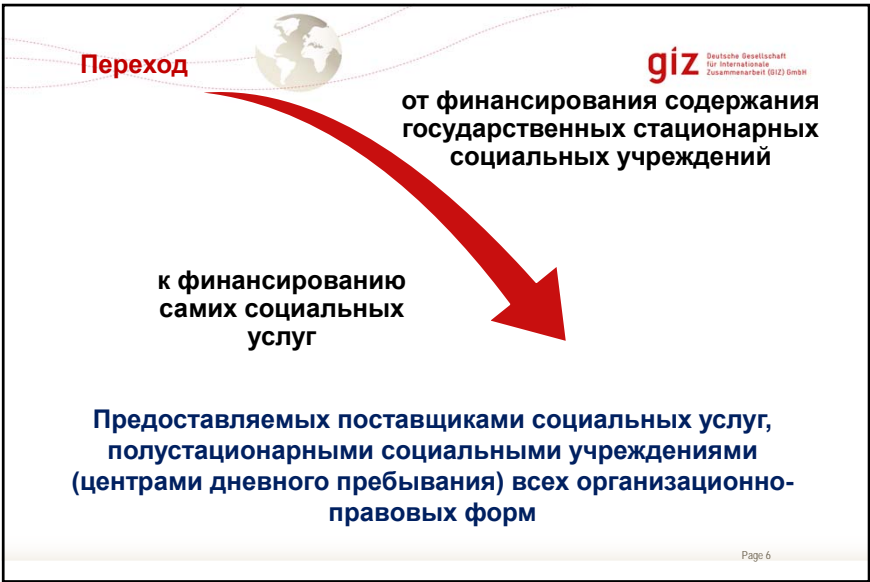 Переход
giz Deutsche Gesellschaft
für Internationale
Zusammenarbeit (GIZ) GmbH
от финансирования содержания
государственных стационарных
социальных учреждений
к финансированию
самих социальных
услуг
Предоставляемых поставщиками социальных услуг,
полустационарными социальными учреждениями
(центрами дневного пребывания) всех организационно-
правовых форм
Page 6